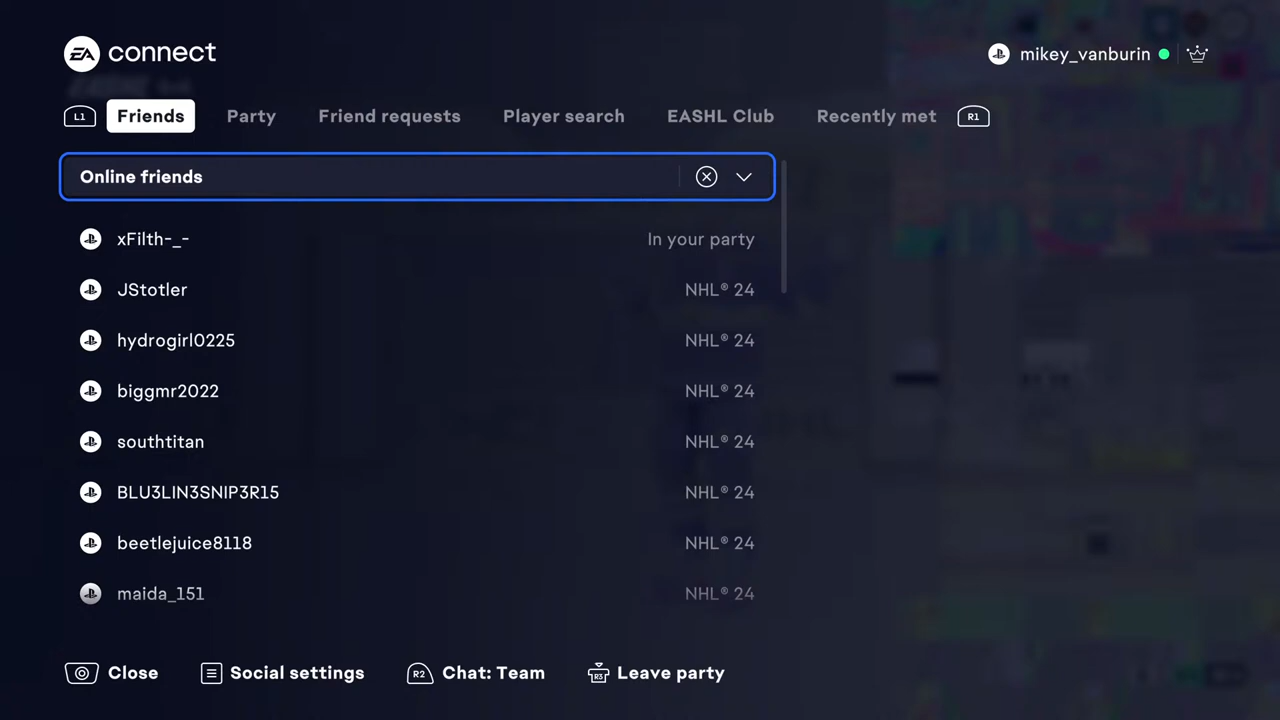 EA connect
mikey_vanburin
L1 Friends Party Friend requests Player search EASHL Club Recently met R1
Online friends
xFilth-_- In your party
JStotler NHL® 24
hydrogirl0225 NHL® 24
biggmr2022 NHL® 24
southtitan NHL® 24
BLU3LIN3SNIP3R15 NHL® 24
beetlejuice8118 NHL® 24
maida_151 NHL® 24
Close Social settings R2 Chat: Team R3 Leave party